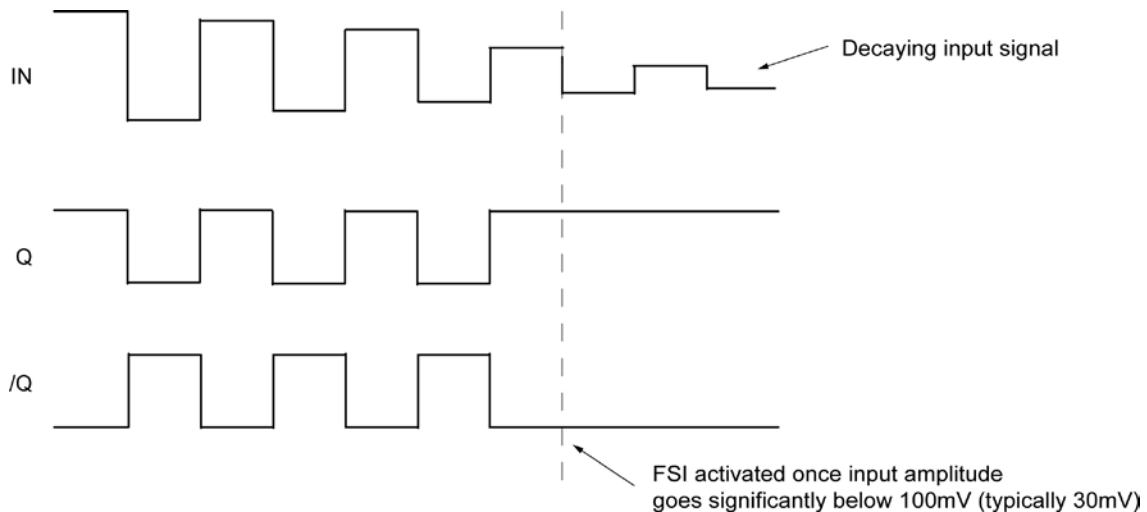 IN
Decaying input signal
Q
/Q
FSI activated once input amplitude
goes significantly below 100mV (typically 30mV)